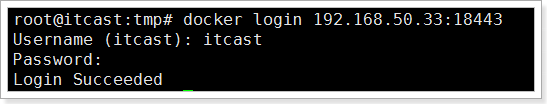 root@itcast:tmp# docker login 192.168.50.33:18443
Username (itcast): itcast
Password:
Login Succeeded